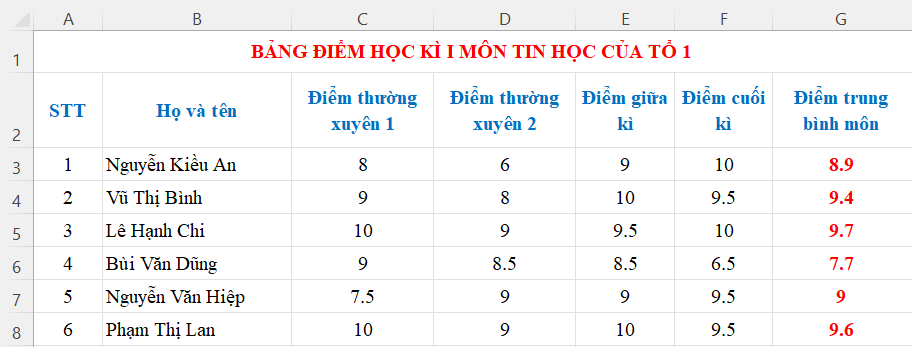 A B C D E F G
1 BẢNG ĐIỂM HỌC KÌ I MÔN TIN HỌC CỦA TỔ 1
2 STT Họ và tên Điểm thường xuyên 1 Điểm thường xuyên 2 Điểm giữa kì Điểm cuối kì Điểm trung bình môn
3 1 Nguyễn Kiều An 8 6 9 10 8.9
4 2 Vũ Thị Bình 9 8 10 9.5 9.4
5 3 Lê Hạnh Chi 10 9 9.5 10 9.7
6 4 Bùi Văn Dũng 9 8.5 8.5 6.5 7.7
7 5 Nguyễn Văn Hiệp 7.5 9 9 9.5 9
8 6 Phạm Thị Lan 10 9 10 9.5 9.6